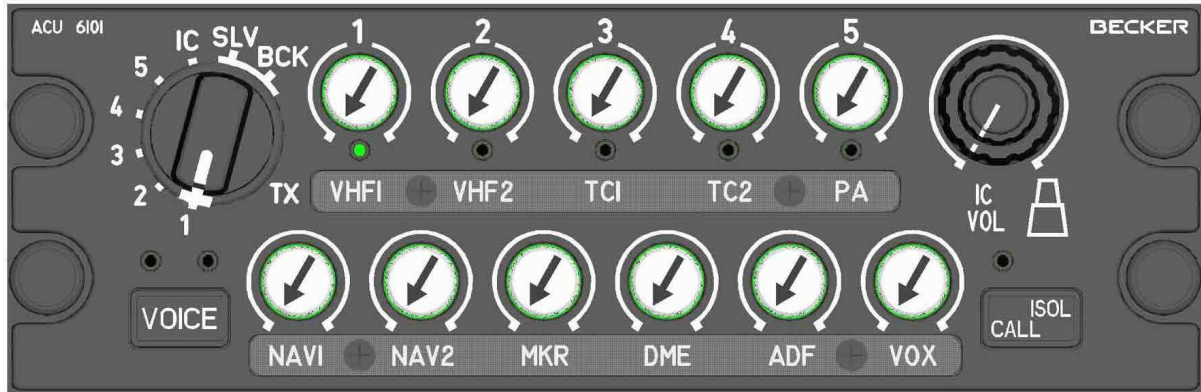 ACU 6101
BECKER
IC SLV BCK
1 2 3 4 5
5
4
3
2
1
TX
VHF1 VHF2 TC1 TC2 PA
IC
VOL
VOICE
ISOL
CALL
NAV1 NAV2 MKR DME ADF VOX